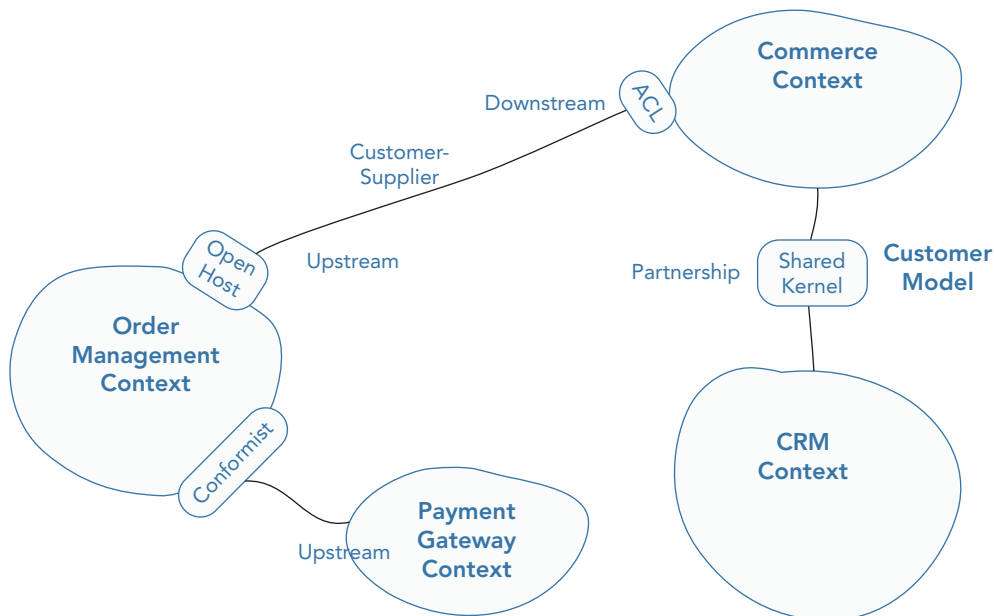 Commerce
Context
ACL
Downstream
Customer-
Supplier
Open
Host
Upstream
Partnership
Shared
Kernel
Customer
Model
Order
Management
Context
Conformist
CRM
Context
Payment
Gateway
Context
Upstream